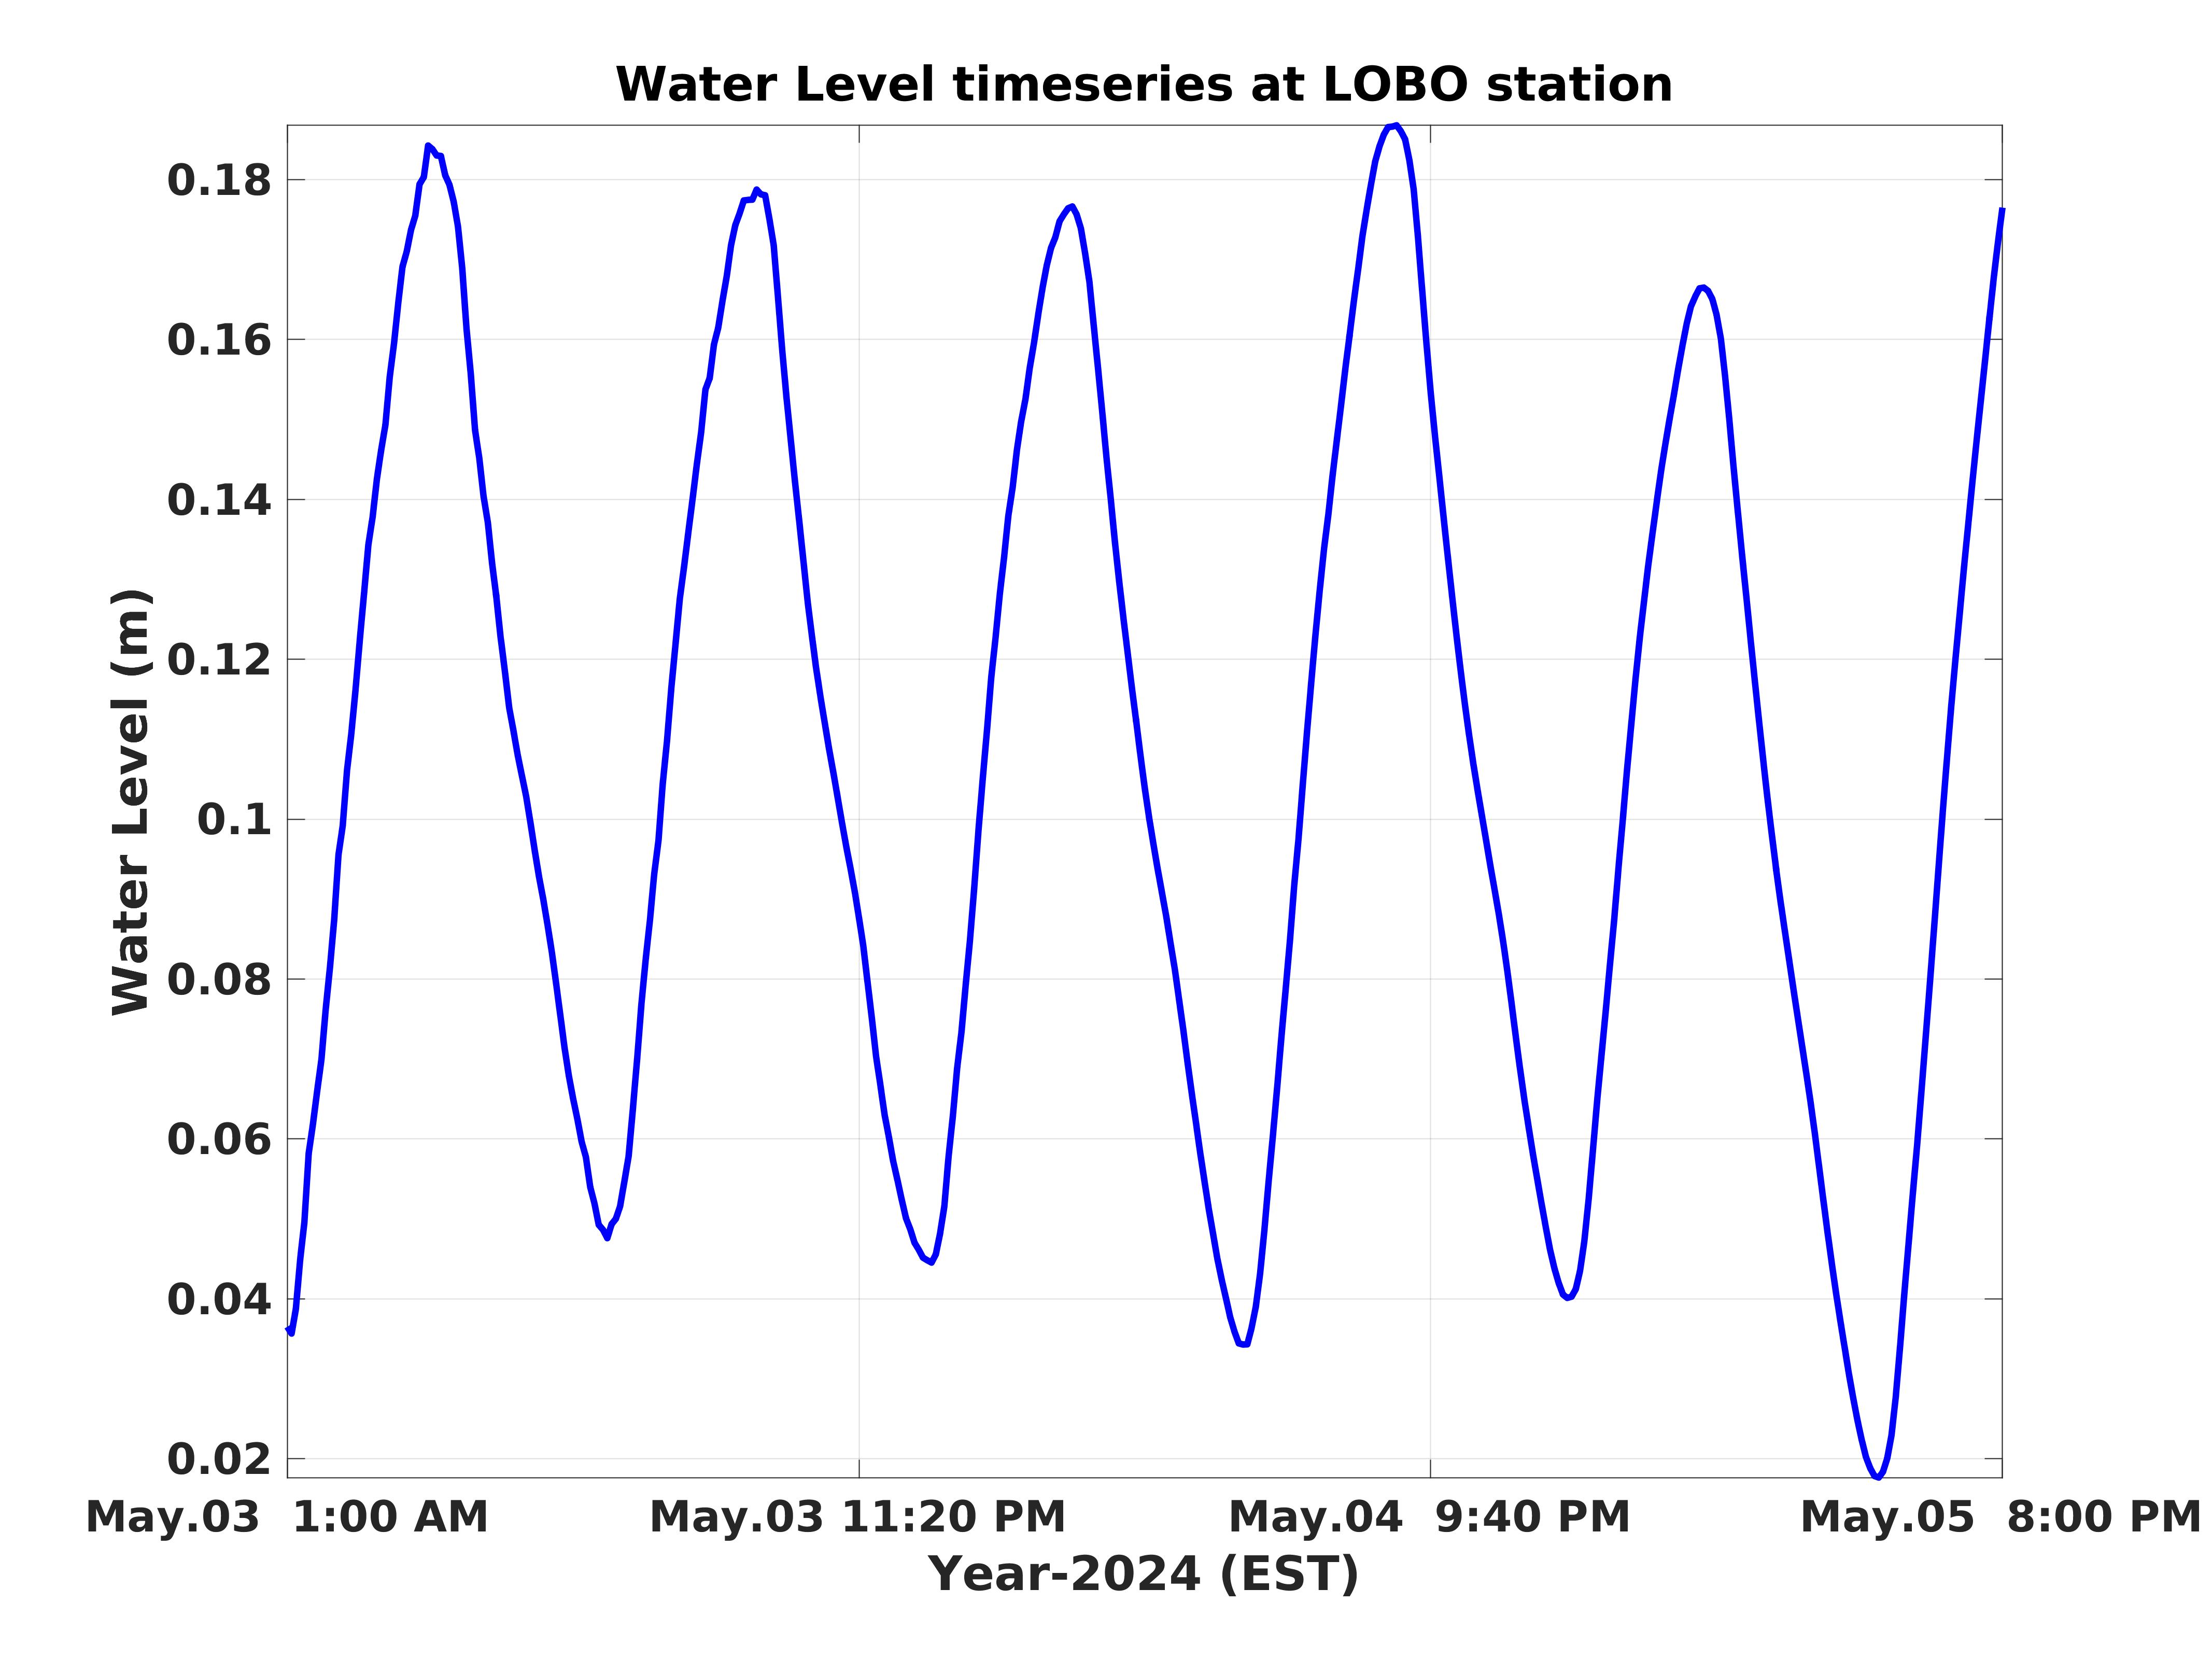 Water Level timeseries at LOBO station
Water Level (m)
0.18
0.16
0.14
0.12
0.1
0.08
0.06
0.04
0.02
May.03  1:00 AM
May.03 11:20 PM
May.04  9:40 PM
May.05  8:00 PM
Year-2024 (EST)